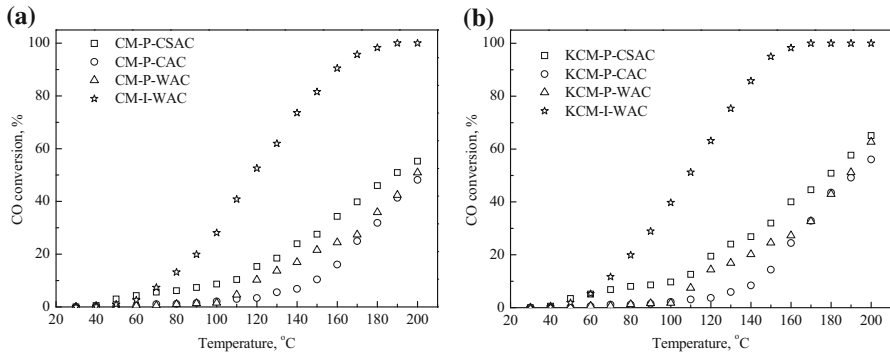 (a)
CO conversion, %
100
80
60
40
20
0
CM-P-CSAC
CM-P-CAC
CM-P-WAC
CM-I-WAC
20 40 60 80 100 120 140 160 180 200
Temperature, °C
(b)
CO conversion, %
100
80
60
40
20
0
KCM-P-CSAC
KCM-P-CAC
KCM-P-WAC
KCM-I-WAC
20 40 60 80 100 120 140 160 180 200
Temperature, °C